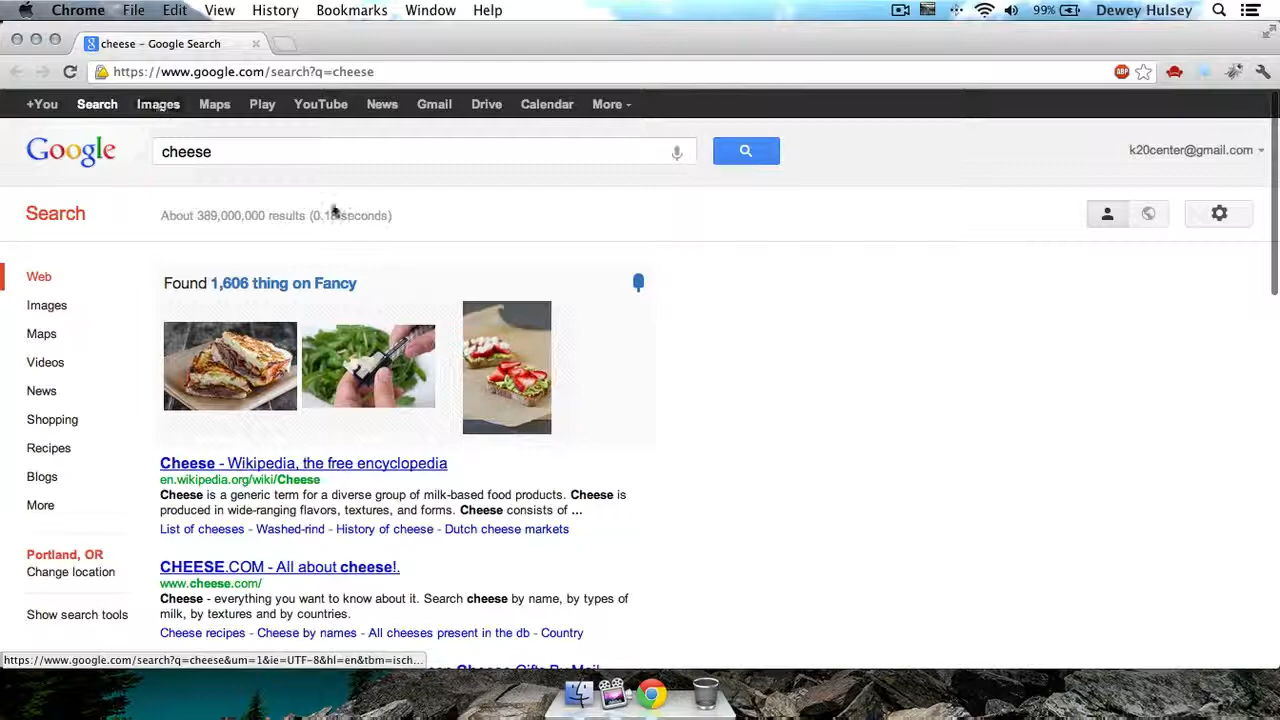 Chrome File Edit View History Bookmarks Window Help 99% Dewey Hulsey
cheese - Google Search
https://www.google.com/search?q=cheese
ABP
+You Search Images Maps Play YouTube News Gmail Drive Calendar More
Google cheese k20center@gmail.com
Search About 389,000,000 results (0.1 seconds)
Web
Images
Maps
Videos
News
Shopping
Recipes
Blogs
More
Portland, OR
Change location
Show search tools
Found 1,606 thing on Fancy
Cheese - Wikipedia, the free encyclopedia
en.wikipedia.org/wiki/Cheese
Cheese is a generic term for a diverse group of milk-based food products. Cheese is
produced in wide-ranging flavors, textures, and forms. Cheese consists of ...
List of cheeses - Washed-rind - History of cheese - Dutch cheese markets
CHEESE.COM - All about cheese!.
www.cheese.com/
Cheese - everything you want to know about it. Search cheese by name, by types of
milk, by textures and by countries.
Cheese recipes - Cheese by names - All cheeses present in the db - Country
Cheese Gifts By Mail
https://www.google.com/search?q=cheese&um=1&ie=UTF-8&hl=en&tbm=isch...